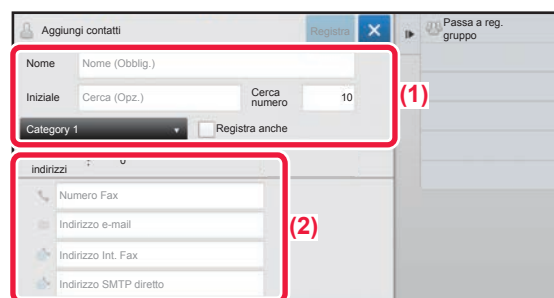 Aggiungi contatti
Registra
Passa a reg.
gruppo
Nome
Nome (Obblig.)
Iniziale
Cerca (Opz.)
Cerca
numero
10
(1)
Category 1
Registra anche
indirizzi
Numero Fax
Indirizzo e-mail
(2)
Indirizzo Int. Fax
Indirizzo SMTP diretto